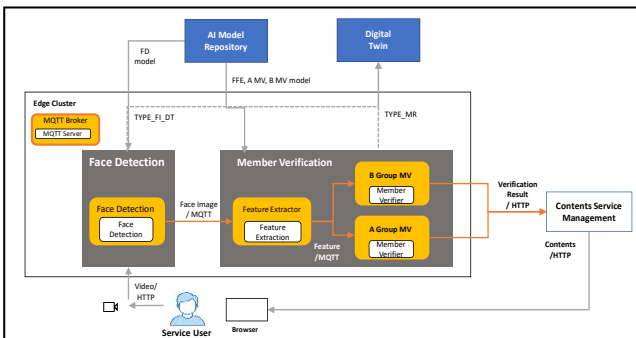 AI Model
Repository
Digital
Twin
FD
model
FFE, A MV, B MV model
Edge Cluster
MQTT Broker
MQTT Server
TYPE_FI_DT
TYPE_MR
Face Detection
Member Verification
B Group MV
Member
Verifier
Face Detection
Face
Detection
Face Image
/ MQTT
Feature Extractor
Feature
Extraction
Feature
/MQTT
A Group MV
Member
Verifier
Verification
Result
/ HTTP
Contents Service
Management
Contents
/HTTP
Video/
HTTP
Service User
Browser